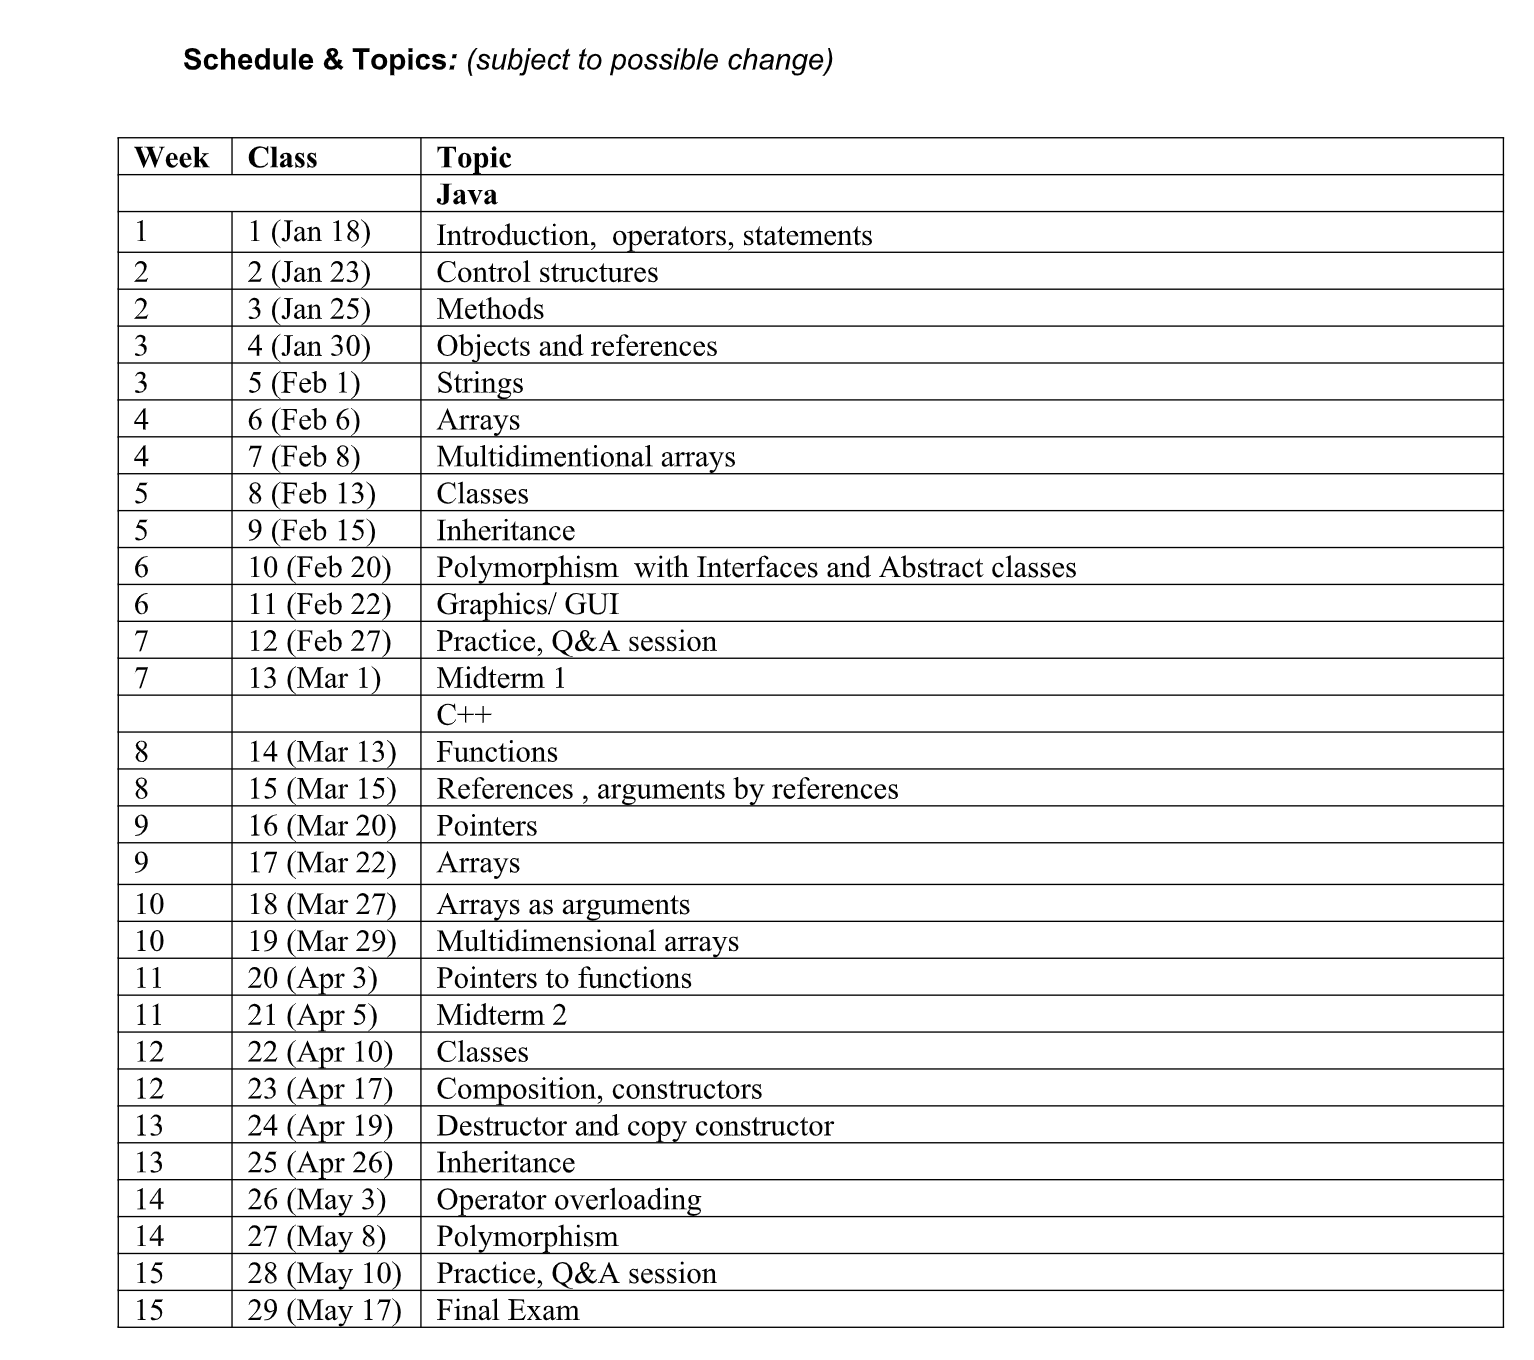 Schedule & Topics: (subject to possible change)
Week Class Topic
Java
1 1 (Jan 18) Introduction, operators, statements
2 2 (Jan 23) Control structures
2 3 (Jan 25) Methods
3 4 (Jan 30) Objects and references
3 5 (Feb 1) Strings
4 6 (Feb 6) Arrays
4 7 (Feb 8) Multidimentional arrays
5 8 (Feb 13) Classes
5 9 (Feb 15) Inheritance
6 10 (Feb 20) Polymorphism with Interfaces and Abstract classes
6 11 (Feb 22) Graphics/ GUI
7 12 (Feb 27) Practice, Q&A session
7 13 (Mar 1) Midterm 1
C++
8 14 (Mar 13) Functions
8 15 (Mar 15) References , arguments by references
9 16 (Mar 20) Pointers
9 17 (Mar 22) Arrays
10 18 (Mar 27) Arrays as arguments
10 19 (Mar 29) Multidimensional arrays
11 20 (Apr 3) Pointers to functions
11 21 (Apr 5) Midterm 2
12 22 (Apr 10) Classes
12 23 (Apr 17) Composition, constructors
13 24 (Apr 19) Destructor and copy constructor
13 25 (Apr 26) Inheritance
14 26 (May 3) Operator overloading
14 27 (May 8) Polymorphism
15 28 (May 10) Practice, Q&A session
15 29 (May 17) Final Exam